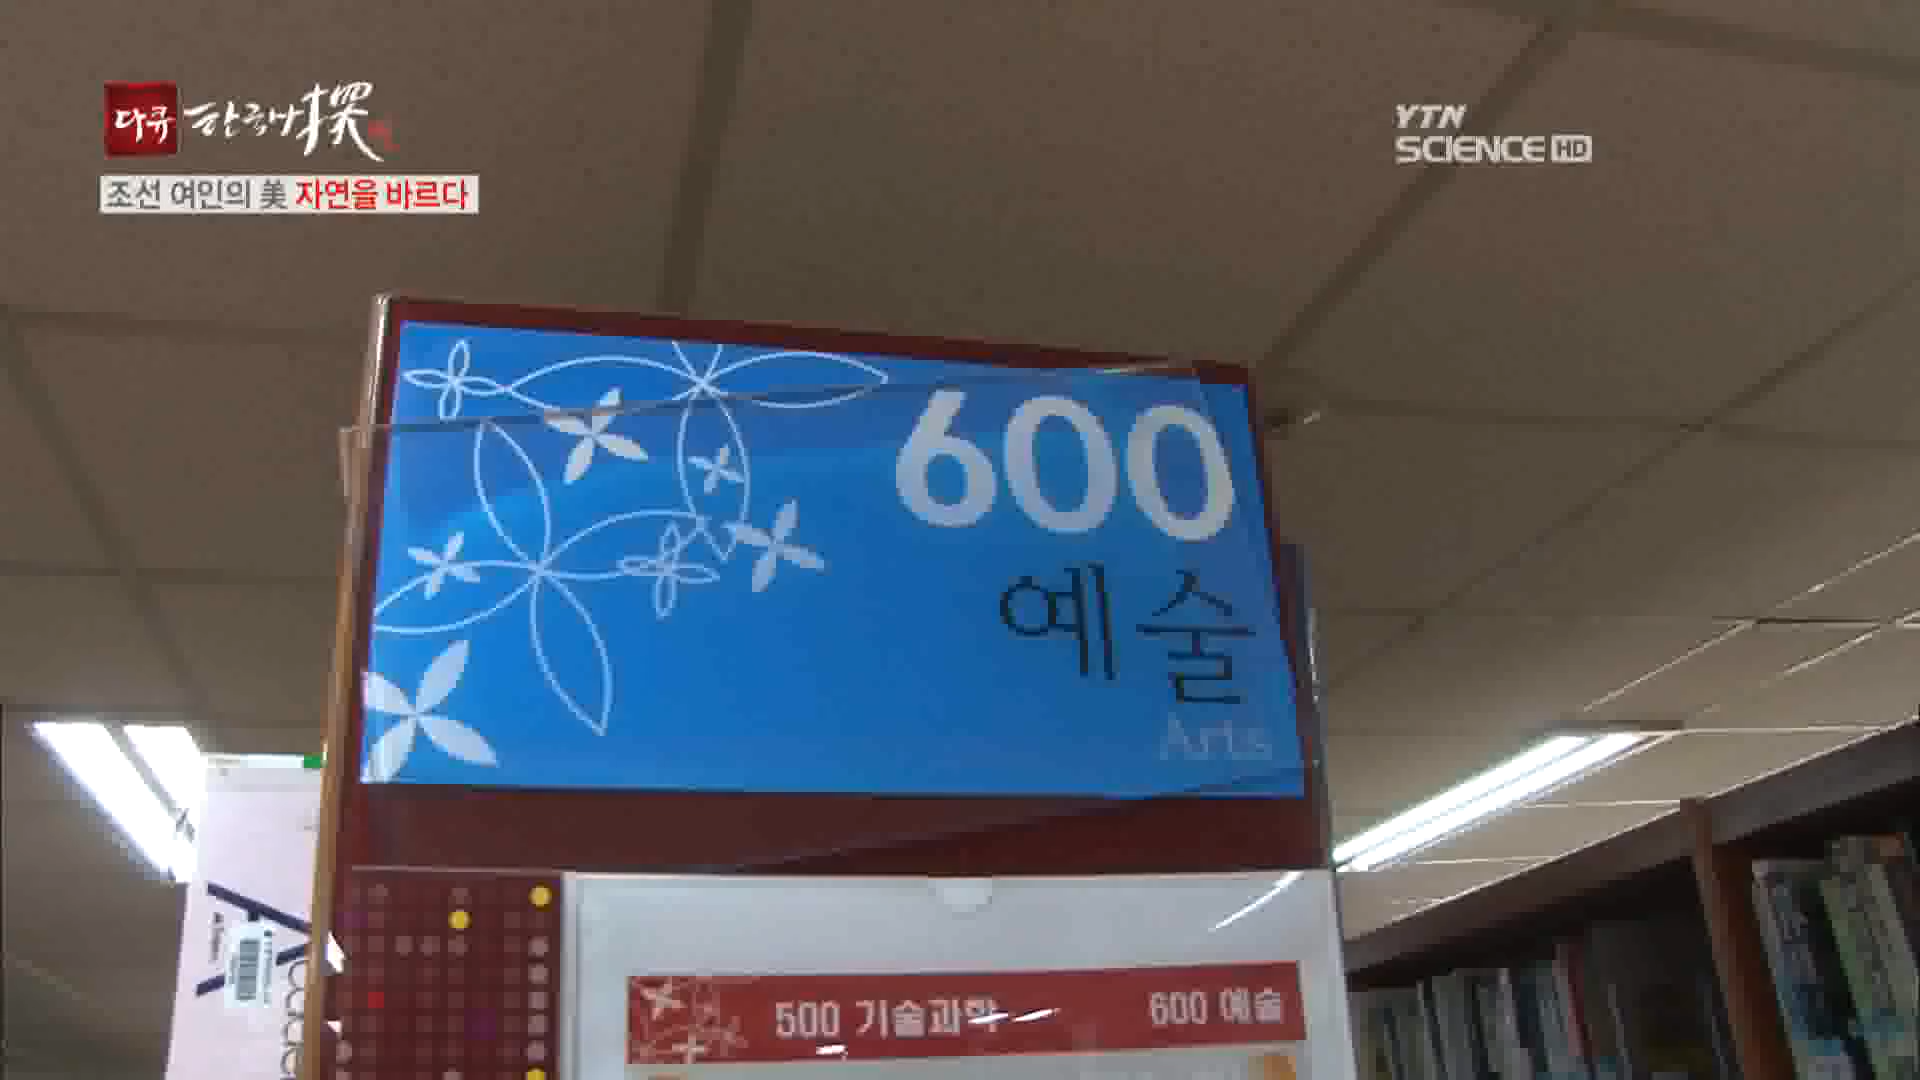 다큐 한국사 探
YTN
SCIENCE HD
조선 여인의 美 자연을 바르다
600
예술
Arts
500 기술과학 600 예술